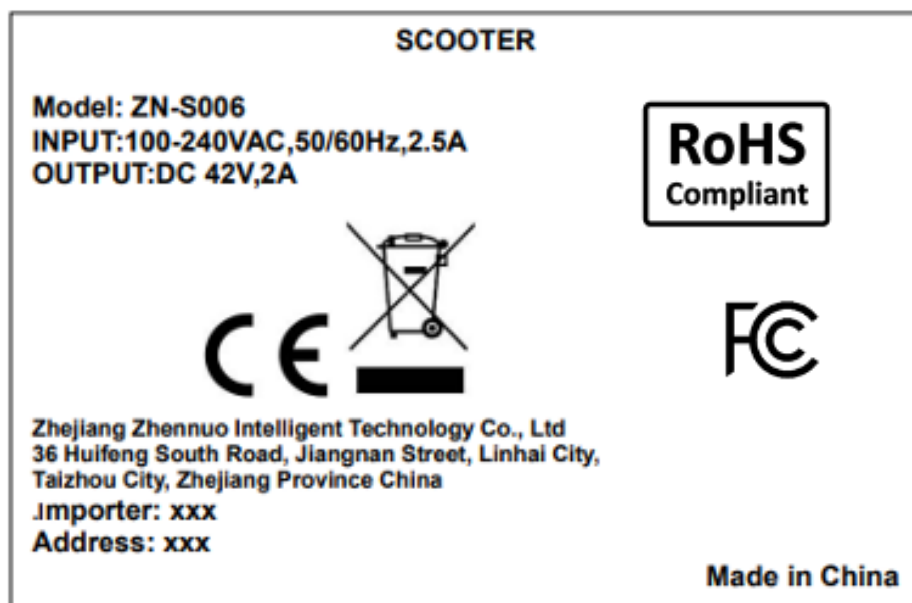 SCOOTER
Model: ZN-S006
INPUT:100-240VAC,50/60Hz,2.5A
OUTPUT:DC 42V,2A
RoHS
Compliant
CE
FC
Zhejiang Zhennuo Intelligent Technology Co., Ltd
36 Huifeng South Road, Jiangnan Street, Linhai City,
Taizhou City, Zhejiang Province China
.Importer: xxx
Address: xxx
Made in China